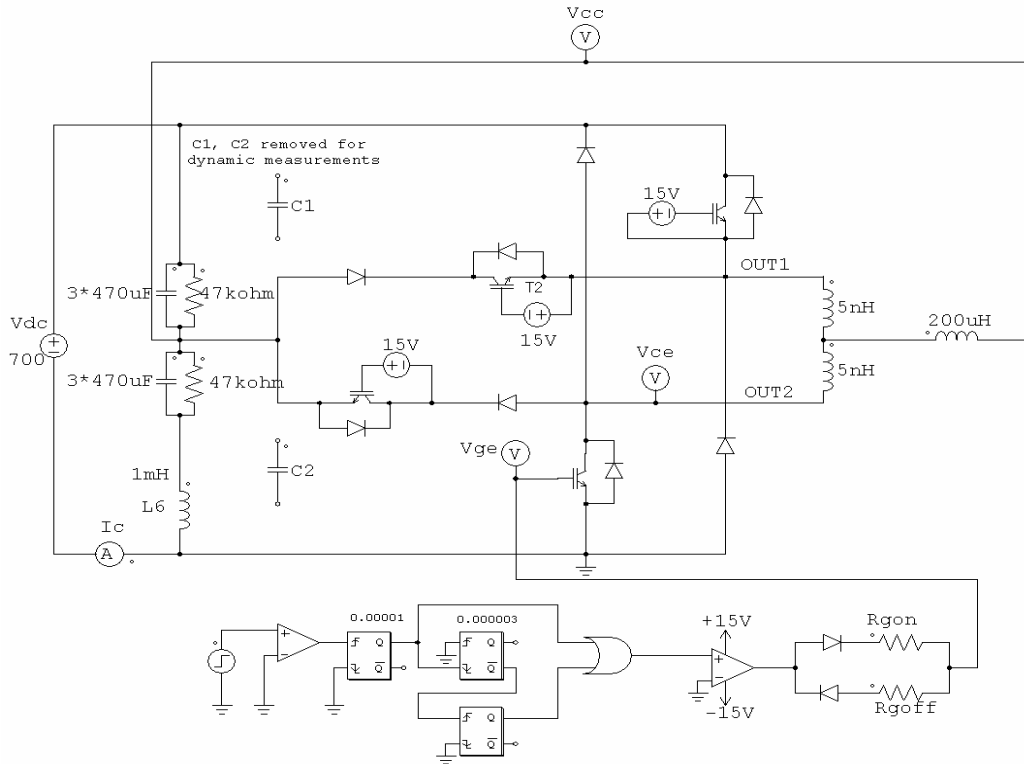 Vcc
V
C1, C2 removed for
dynamic measurements
C1
15V
OUT1
T2
15V
3*470uF
47kohm
5nH
Vdc
700
200uH
15V
Vce
V
3*470uF
47kohm
5nH
OUT2
Vge
V
C2
1mH
L6
Ic
A
0.00001
0.000003
Q
Q
Q
Q
+15V
Rgon
-15V
Rgoff
Q
Q